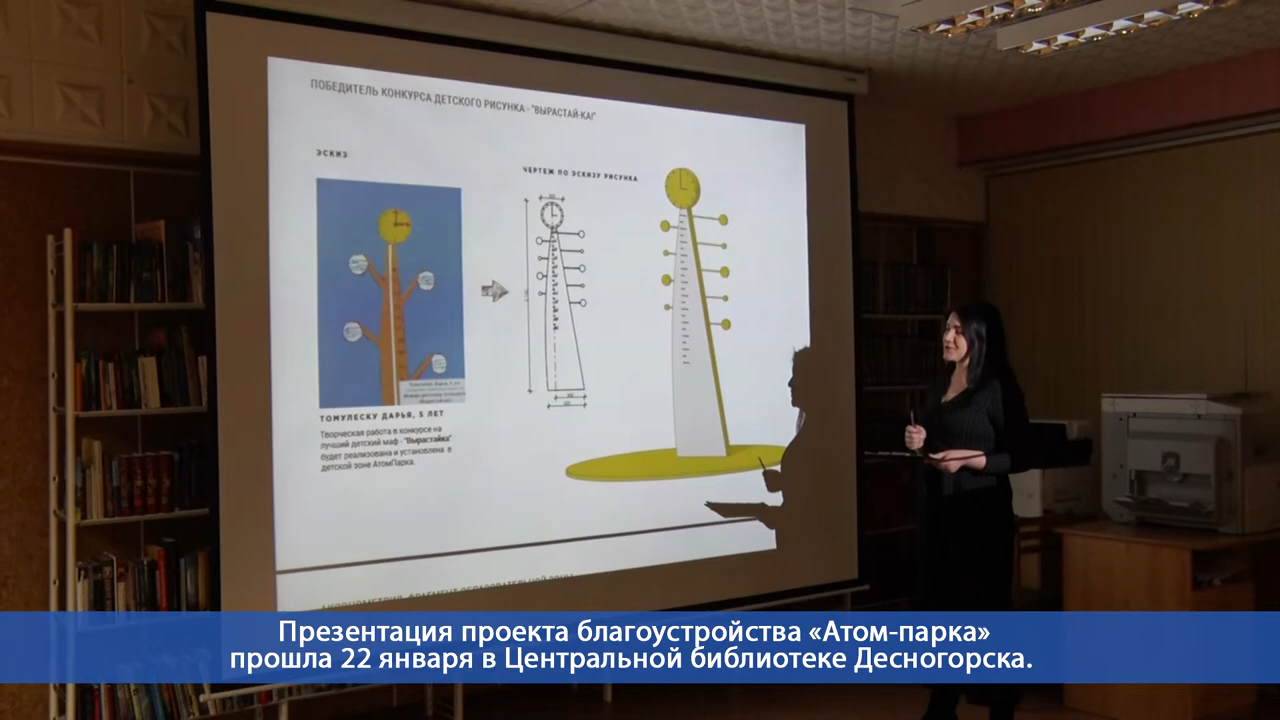 ПОБЕДИТЕЛЬ КОНКУРСА ДЕТСКОГО РИСУНКА - "ВЫРАСТАЙ-КА!"
ЭСКИЗ
ЧЕРТЕЖ ПО ЭСКИЗУ РИСУНКА
ТОМУЛЕСКУ ДАРЬЯ, 5 ЛЕТ
Творческая работа в конкурсе на
лучший детский маф - "Вырастайка"
будет реализована и установлена в
детской зоне АтомПарка.
Презентация проекта благоустройства «Атом-парка»
прошла 22 января в Центральной библиотеке Десногорска.